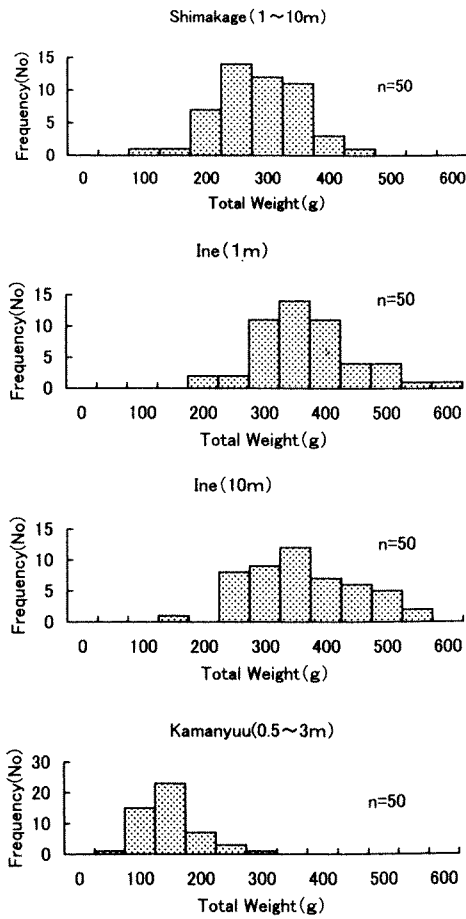 Shimakage(1～10m)
Frequency(No)
15
10
5
0
n=50
0 100 200 300 400 500 600
Total Weight(g)
Ine(1m)
Frequency(No)
15
10
5
0
n=50
0 100 200 300 400 500 600
Total Weight(g)
Ine(10m)
Frequency(No)
15
10
5
0
n=50
0 100 200 300 400 500 600
Total Weight(g)
Kamanyuu(0.5～3m)
Frequency(No)
30
20
10
0
n=50
0 100 200 300 400 500 600
Total Weight(g)